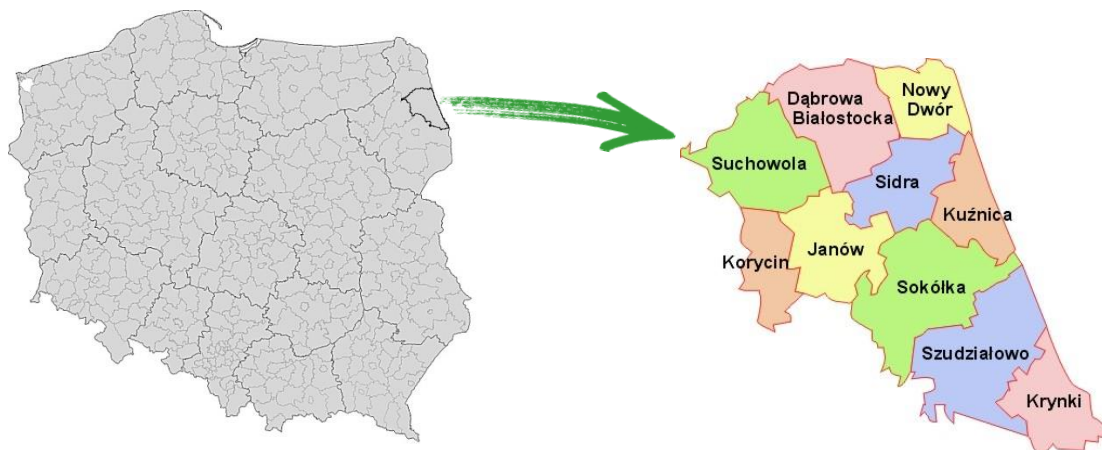 Nowy
Dwór
Dąbrowa
Białostocka
Suchowola
Sidra
Kuźnica
Janów
Korycin
Sokółka
Szudziałowo
Krynki